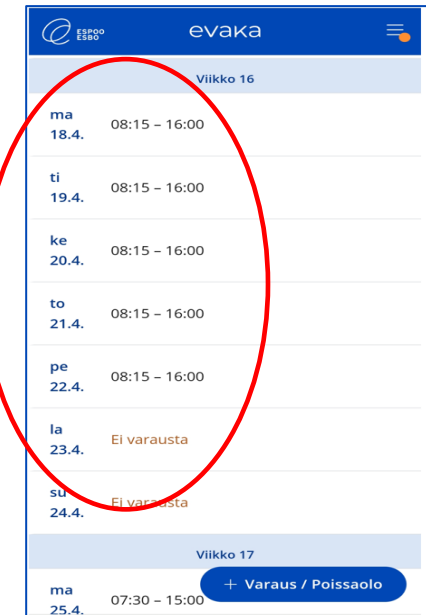 ESPOO
ESBO
evaka
Viikko 16
ma
18.4.
08:15 – 16:00
ti
19.4.
08:15 – 16:00
ke
20.4.
08:15 – 16:00
to
21.4.
08:15 – 16:00
pe
22.4.
08:15 – 16:00
la
23.4.
Ei varausta
su
24.4.
Ei varausta
Viikko 17
ma
25.4.
07:30 – 15:00
+ Varaus / Poissaolo